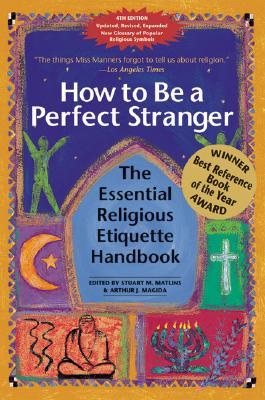 4TH EDITION
Updated, Revised, Expanded
New Glossary of Popular
Religious Symbols
"The things Miss Manners forgot to tell us about religion."
—Los Angeles Times
How to Be a
Perfect Stranger
WINNER
Best Reference
Book
of the Year
AWARD
The
Essential
Religious
Etiquette
Handbook
EDITED BY STUART M. MATLINS
& ARTHUR J. MAGIDA